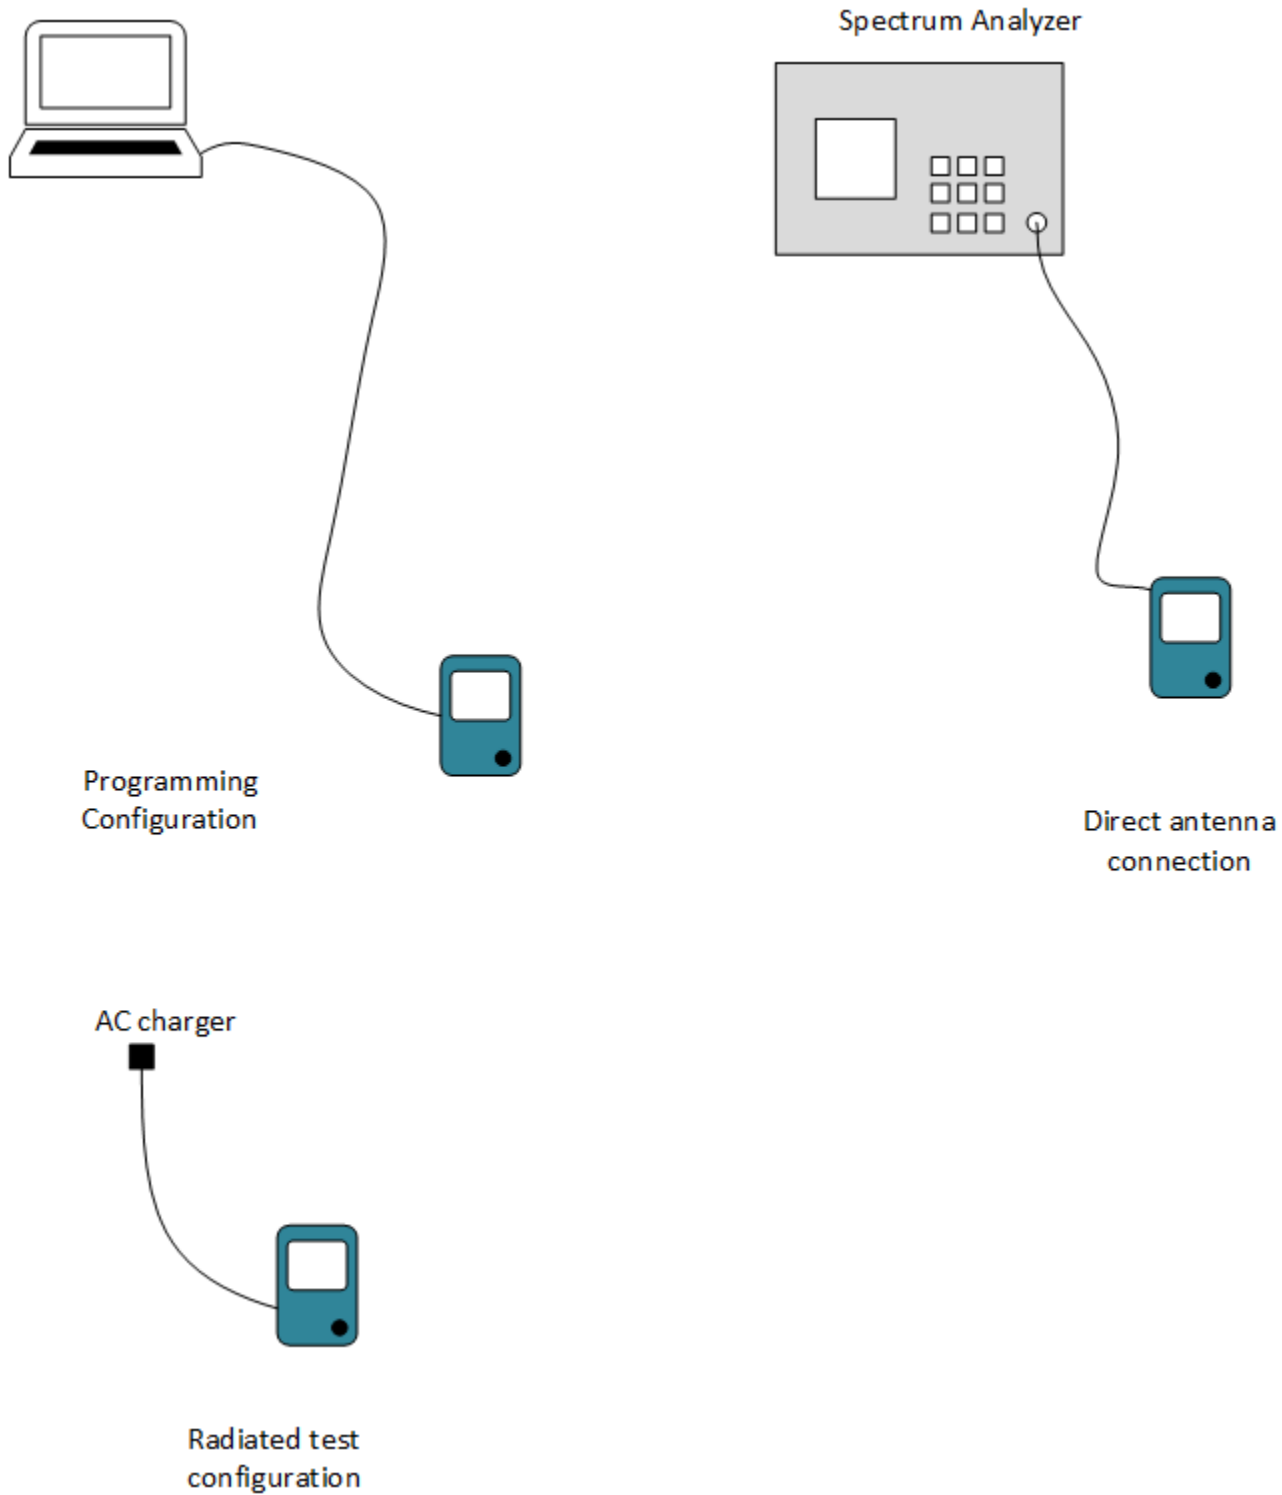 Spectrum Analyzer
Programming
Configuration
Direct antenna
connection
AC charger
Radiated test
configuration